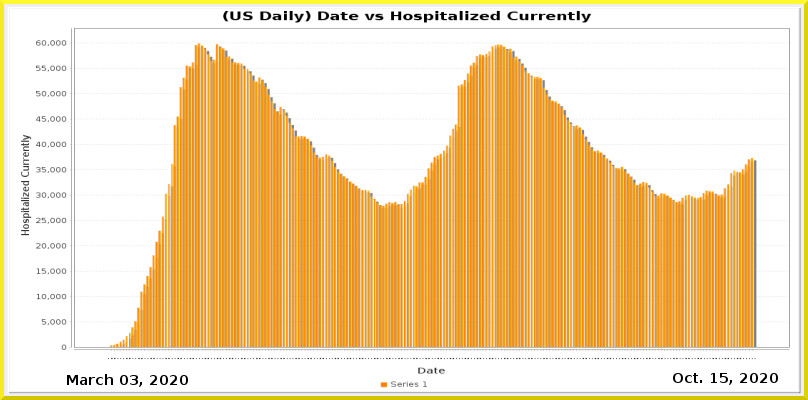 (US Daily) Date vs Hospitalized Currently
60,000
55,000
50,000
45,000
40,000
35,000
30,000
25,000
20,000
15,000
10,000
5,000
0
Hospitalized Currently
Date
March 03, 2020
Oct. 15, 2020
Series 1